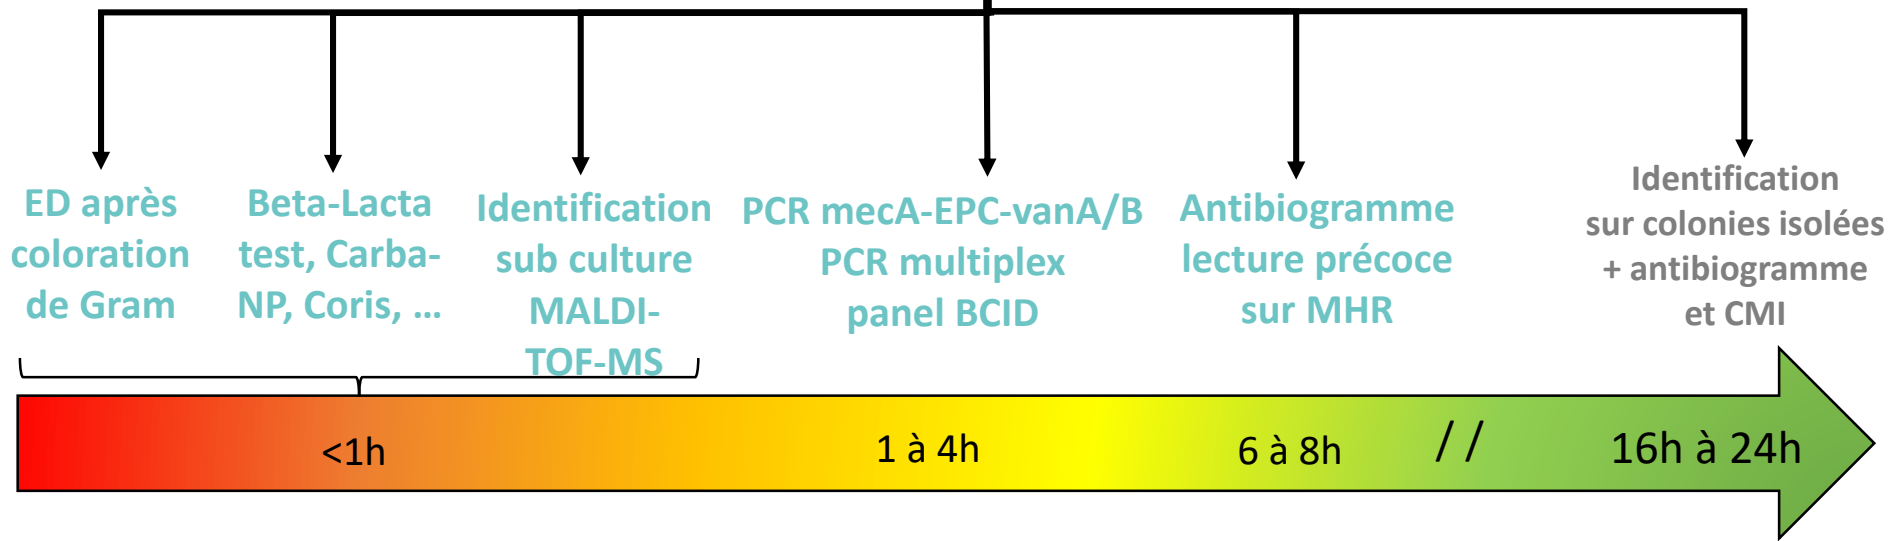 ED après
coloration
de Gram
Beta-Lacta
test, Carba-
NP, Coris, ...
Identification
sub culture
MALDI-
TOF-MS
PCR mecA-EPC-vanA/B
PCR multiplex
panel BCID
Antibiogramme
lecture précoce
sur MHR
Identification
sur colonies isolées
+ antibiogramme
et CMI
<1h
1 à 4h
6 à 8h
//
16h à 24h